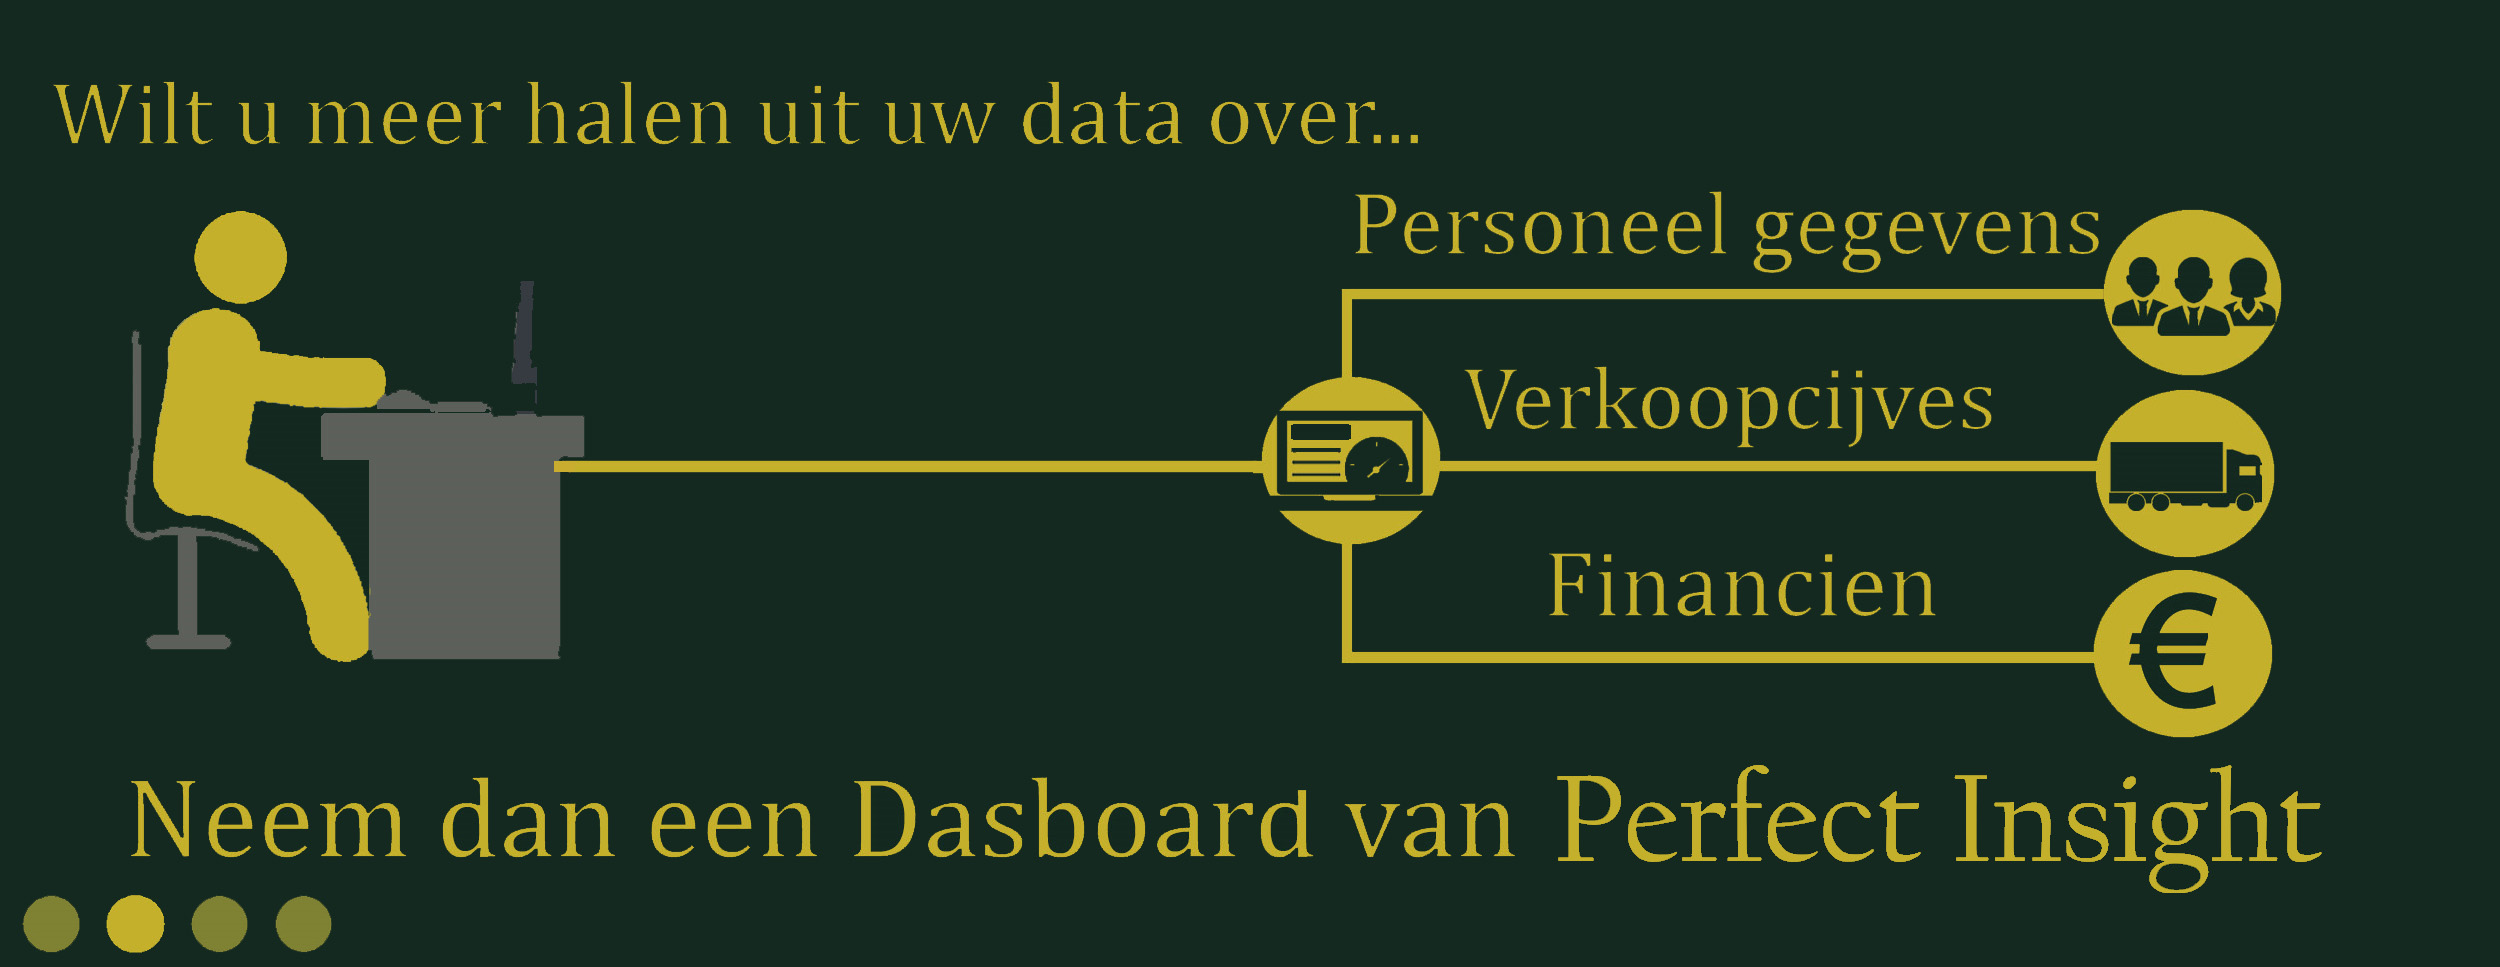 Wilt u meer halen uit uw data over...
Personeel gegevens
Verkoopcijves
Financien
Neem dan een Dasboard van Perfect Insight